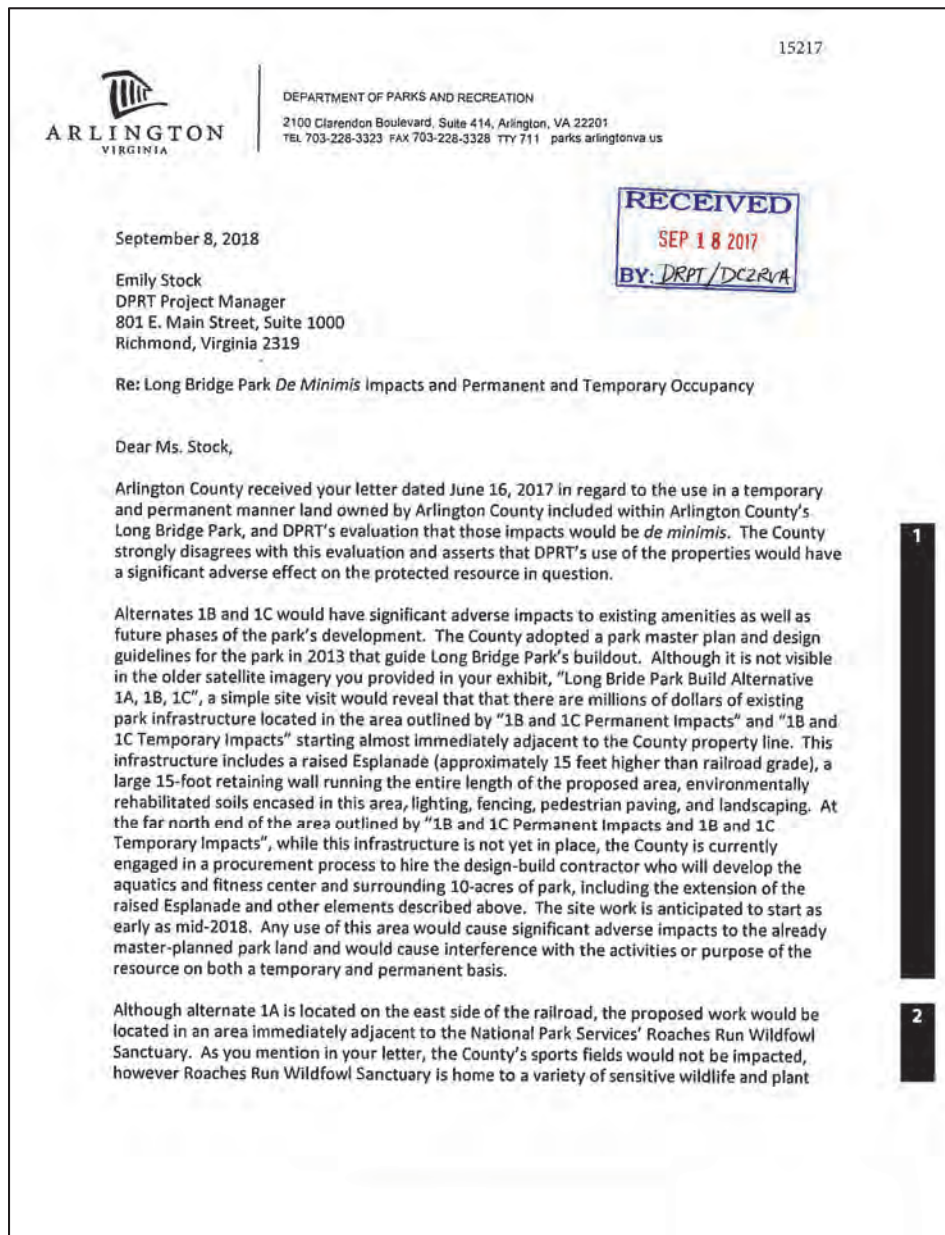 15217
ARLINGTON
VIRGINIA
DEPARTMENT OF PARKS AND RECREATION
2100 Clarendon Boulevard, Suite 414, Arlington, VA 22201
TEL 703-228-3323 FAX 703-228-3328 TTY 711 parks arlingtonva us
RECEIVED
SEP 18 2017
BY: DRPT/DC2RVA
September 8, 2018
Emily Stock
DPRT Project Manager
801 E. Main Street, Suite 1000
Richmond, Virginia 2319
Re: Long Bridge Park De Minimis Impacts and Permanent and Temporary Occupancy
Dear Ms. Stock,
Arlington County received your letter dated June 16, 2017 in regard to the use in a temporary
and permanent manner land owned by Arlington County included within Arlington County's
Long Bridge Park, and DPRT's evaluation that those impacts would be de minimis. The County
strongly disagrees with this evaluation and asserts that DPRT's use of the properties would have
a significant adverse effect on the protected resource in question.
1
Alternates 1B and 1C would have significant adverse impacts to existing amenities as well as
future phases of the park's development. The County adopted a park master plan and design
guidelines for the park in 2013 that guide Long Bridge Park's buildout. Although it is not visible
in the older satellite imagery you provided in your exhibit, "Long Bride Park Build Alternative
1A, 1B, 1C", a simple site visit would reveal that that there are millions of dollars of existing
park infrastructure located in the area outlined by "1B and 1C Permanent Impacts" and "1B and
1C Temporary Impacts" starting almost immediately adjacent to the County property line. This
infrastructure includes a raised Esplanade (approximately 15 feet higher than railroad grade), a
large 15-foot retaining wall running the entire length of the proposed area, environmentally
rehabilitated soils encased in this area, lighting, fencing, pedestrian paving, and landscaping. At
the far north end of the area outlined by "1B and 1C Permanent Impacts and 1B and 1C
Temporary Impacts", while this infrastructure is not yet in place, the County is currently
engaged in a procurement process to hire the design-build contractor who will develop the
aquatics and fitness center and surrounding 10-acres of park, including the extension of the
raised Esplanade and other elements described above. The site work is anticipated to start as
early as mid-2018. Any use of this area would cause significant adverse impacts to the already
master-planned park land and would cause interference with the activities or purpose of the
resource on both a temporary and permanent basis.
2
Although alternate 1A is located on the east side of the railroad, the proposed work would be
located in an area immediately adjacent to the National Park Services' Roaches Run Wildfowl
Sanctuary. As you mention in your letter, the County's sports fields would not be impacted,
however Roaches Run Wildfowl Sanctuary is home to a variety of sensitive wildlife and plant